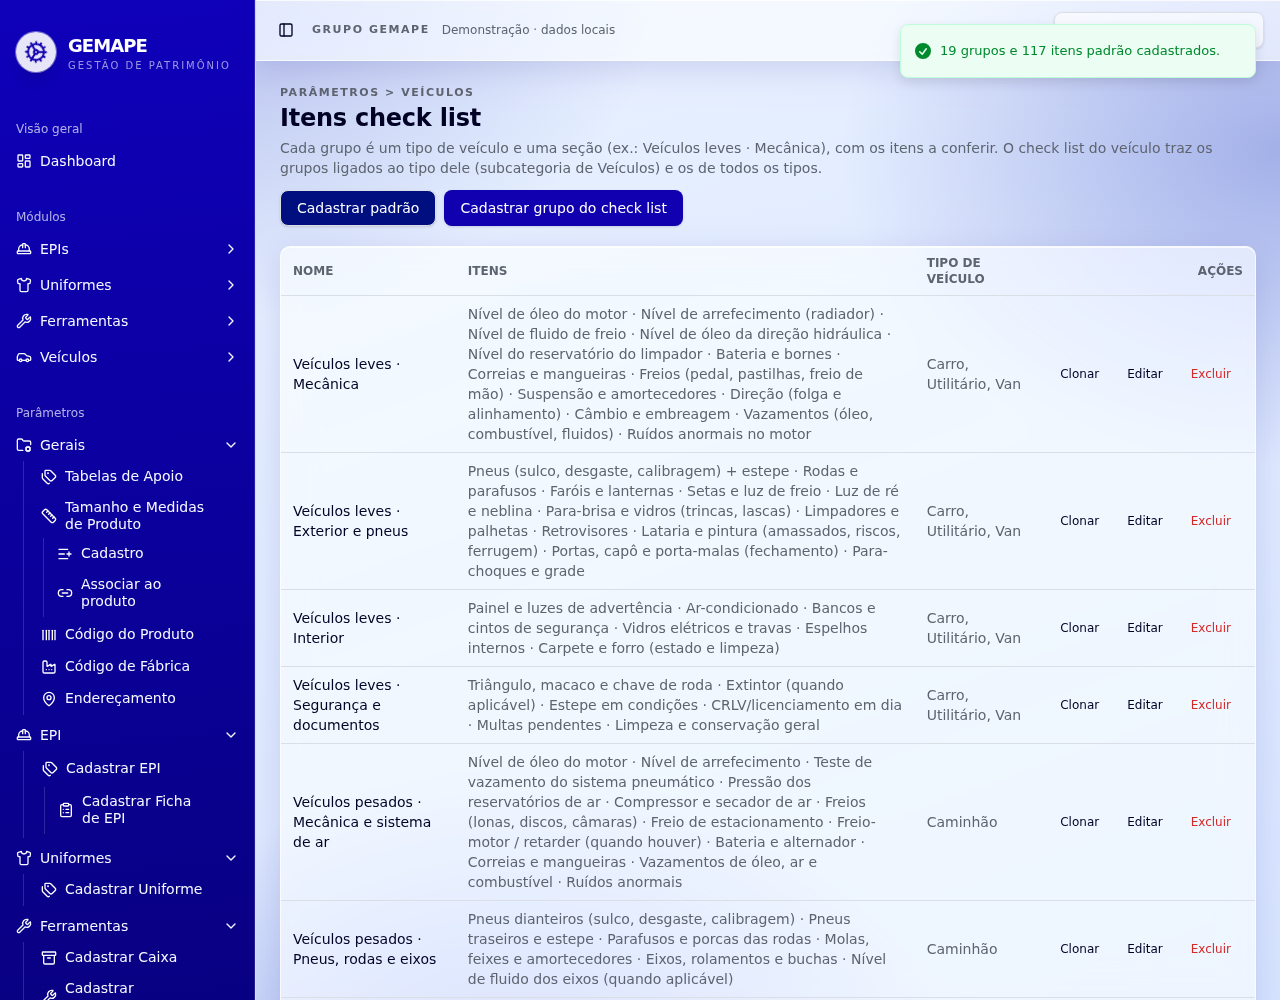 GEMAPE
GESTÃO DE PATRIMÔNIO
Visão geral
Dashboard
Módulos
EPIs
Uniformes
Ferramentas
Veículos
Parâmetros
Gerais
Tabelas de Apoio
Tamanho e Medidas
de Produto
Cadastro
Associar ao
produto
Código do Produto
Código de Fábrica
Endereçamento
EPI
Cadastrar EPI
Cadastrar Ficha
de EPI
Uniformes
Cadastrar Uniforme
Ferramentas
Cadastrar Caixa
Cadastrar
GRUPO GEMAPE
Demonstração · dados locais
19 grupos e 117 itens padrão cadastrados.
PARÂMETROS > VEÍCULOS
Itens check list
Cada grupo é um tipo de veículo e uma seção (ex.: Veículos leves · Mecânica), com os itens a conferir. O check list do veículo traz os
grupos ligados ao tipo dele (subcategoria de Veículos) e os de todos os tipos.
Cadastrar padrão
Cadastrar grupo do check list
NOME
ITENS
TIPO DE
VEÍCULO
AÇÕES
Veículos leves ·
Mecânica
Nível de óleo do motor · Nível de arrefecimento (radiador) ·
Nível de fluido de freio · Nível de óleo da direção hidráulica ·
Nível do reservatório do limpador · Bateria e bornes ·
Correias e mangueiras · Freios (pedal, pastilhas, freio de
mão) · Suspensão e amortecedores · Direção (folga e
alinhamento) · Câmbio e embreagem · Vazamentos (óleo,
combustível, fluidos) · Ruídos anormais no motor
Carro,
Utilitário, Van
Clonar
Editar
Excluir
Veículos leves ·
Exterior e pneus
Pneus (sulco, desgaste, calibragem) + estepe · Rodas e
parafusos · Faróis e lanternas · Setas e luz de freio · Luz de ré
e neblina · Para-brisa e vidros (trincas, lascas) · Limpadores e
palhetas · Retrovisores · Lataria e pintura (amassados, riscos,
ferrugem) · Portas, capô e porta-malas (fechamento) · Para-
choques e grade
Carro,
Utilitário, Van
Clonar
Editar
Excluir
Veículos leves ·
Interior
Painel e luzes de advertência · Ar-condicionado · Bancos e
cintos de segurança · Vidros elétricos e travas · Espelhos
internos · Carpete e forro (estado e limpeza)
Carro,
Utilitário, Van
Clonar
Editar
Excluir
Veículos leves ·
Segurança e
documentos
Triângulo, macaco e chave de roda · Extintor (quando
aplicável) · Estepe em condições · CRLV/licenciamento em dia
· Multas pendentes · Limpeza e conservação geral
Carro,
Utilitário, Van
Clonar
Editar
Excluir
Veículos pesados ·
Mecânica e sistema
de ar
Nível de óleo do motor · Nível de arrefecimento · Teste de
vazamento do sistema pneumático · Pressão dos
reservatórios de ar · Compressor e secador de ar · Freios
(lonas, discos, câmaras) · Freio de estacionamento · Freio-
motor / retarder (quando houver) · Bateria e alternador ·
Correias e mangueiras · Vazamentos de óleo, ar e
combustível · Ruídos anormais
Caminhão
Clonar
Editar
Excluir
Veículos pesados ·
Pneus, rodas e eixos
Pneus dianteiros (sulco, desgaste, calibragem) · Pneus
traseiros e estepe · Parafusos e porcas das rodas · Molas,
feixes e amortecedores · Eixos, rolamentos e buchas · Nível
de fluido dos eixos (quando aplicável)
Caminhão
Clonar
Editar
Excluir